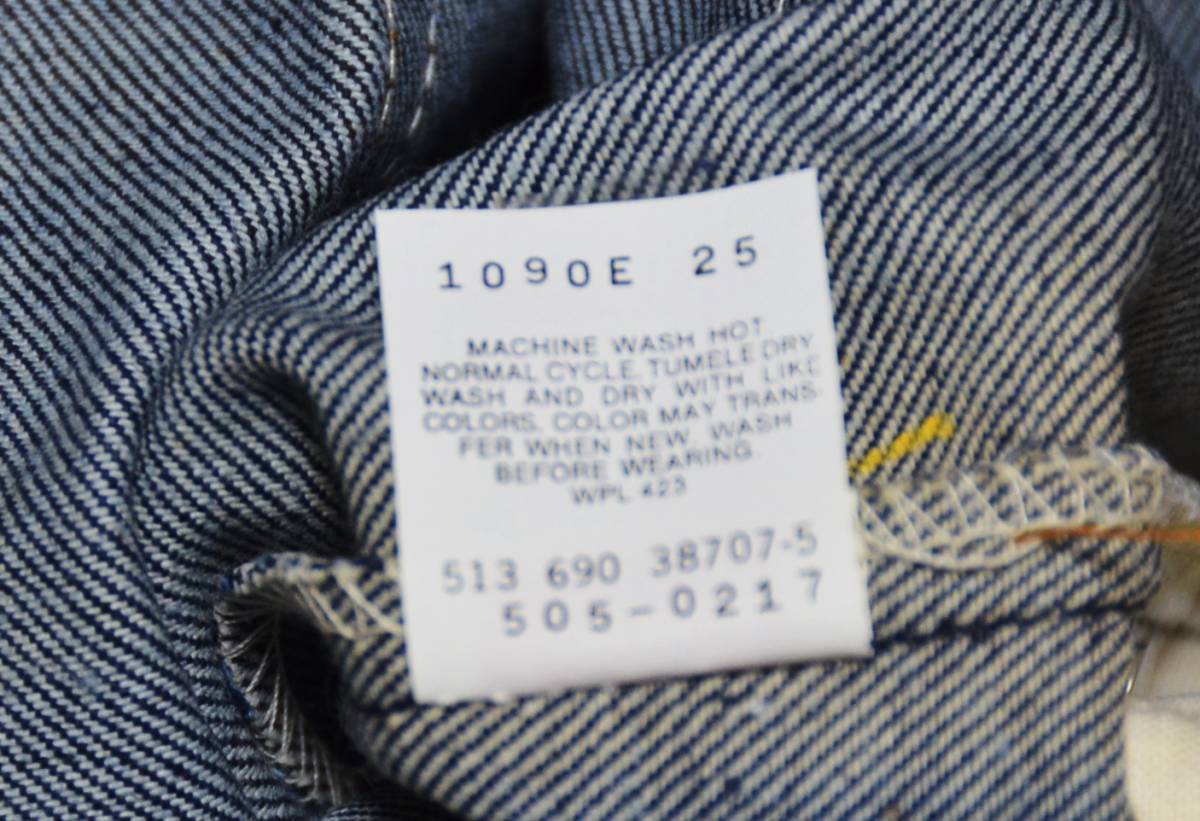 1090E 25
MACHINE WASH HOT
NORMAL CYCLE. TUMELE DRY
WASH AND DRY WITH LIKE
COLORS. COLOR MAY TRANS-
FER WHEN NEW. WASH
BEFORE WEARING.
WPL 423
513 690 38707-5
505-0217